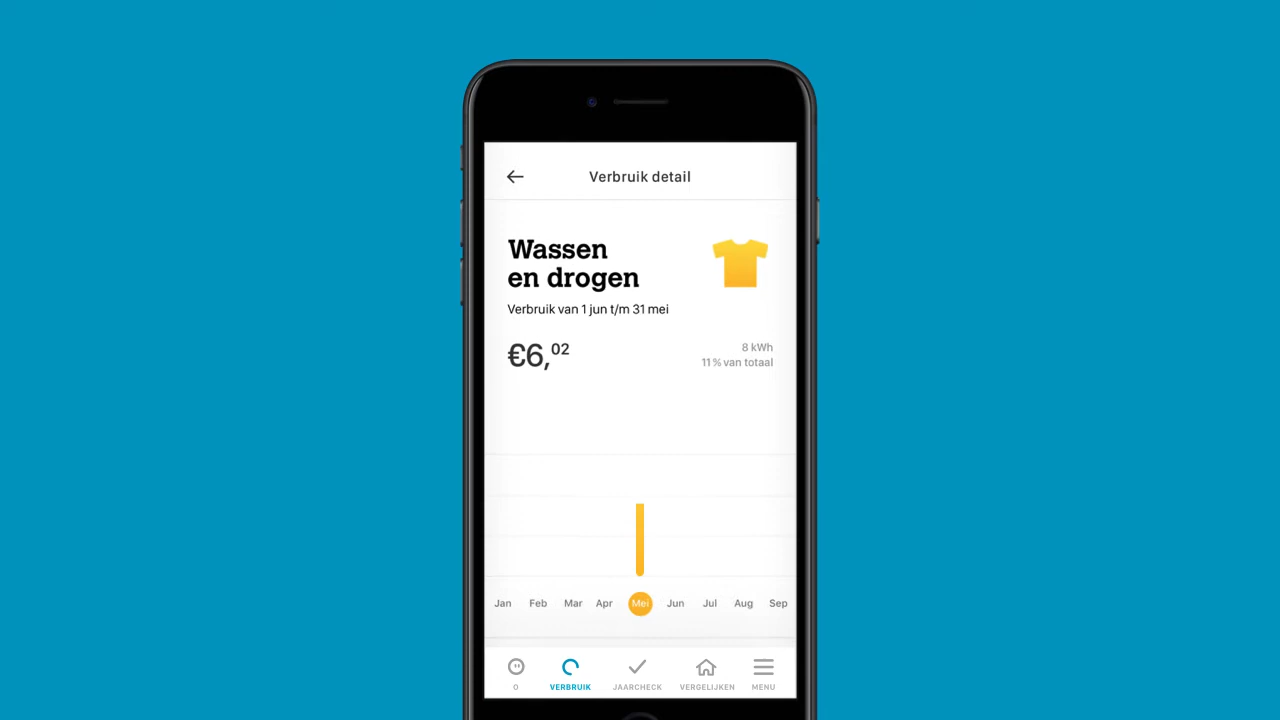 Verbruik detail
Wassen
en drogen
Verbruik van 1 jun t/m 31 mei
€6,02
8 kWh
11 % van totaal
Jan Feb Mar Apr Mei Jun Jul Aug Sep
0 VERBRUIK JAARCHECK VERGELIJKEN MENU